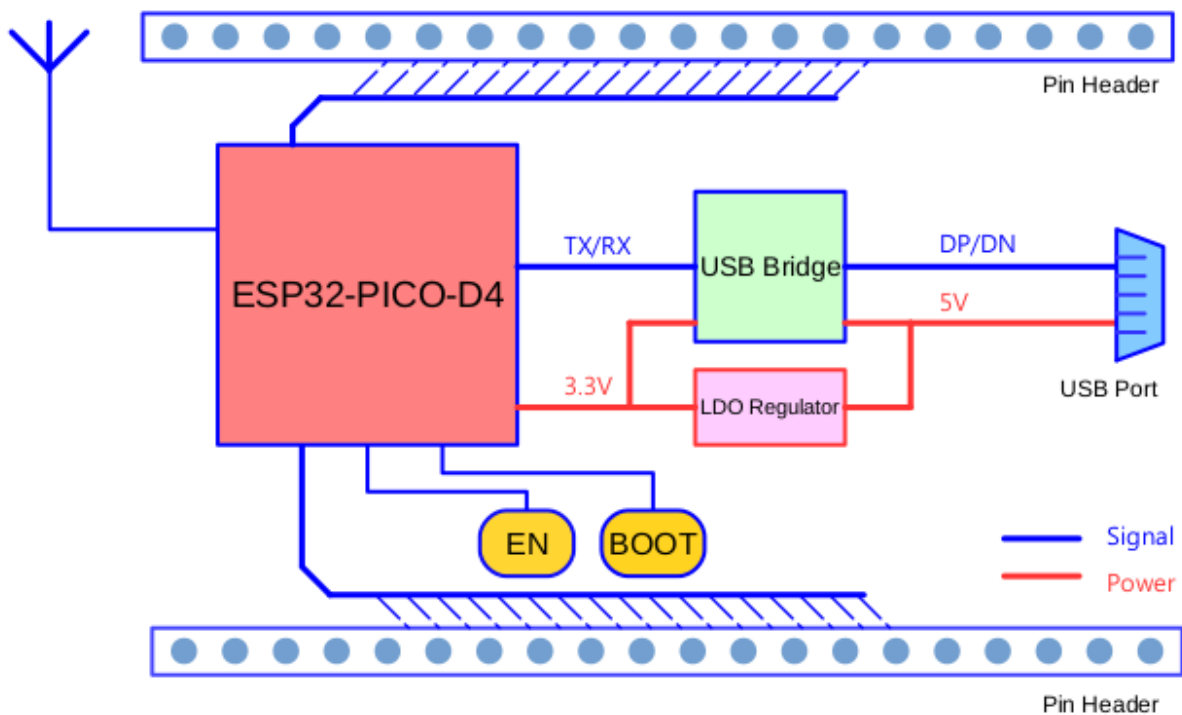 Pin Header
TX/RX
DP/DN
USB Bridge
ESP32-PICO-D4
5V
3.3V
LDO Regulator
USB Port
EN
BOOT
Signal
Power
Pin Header